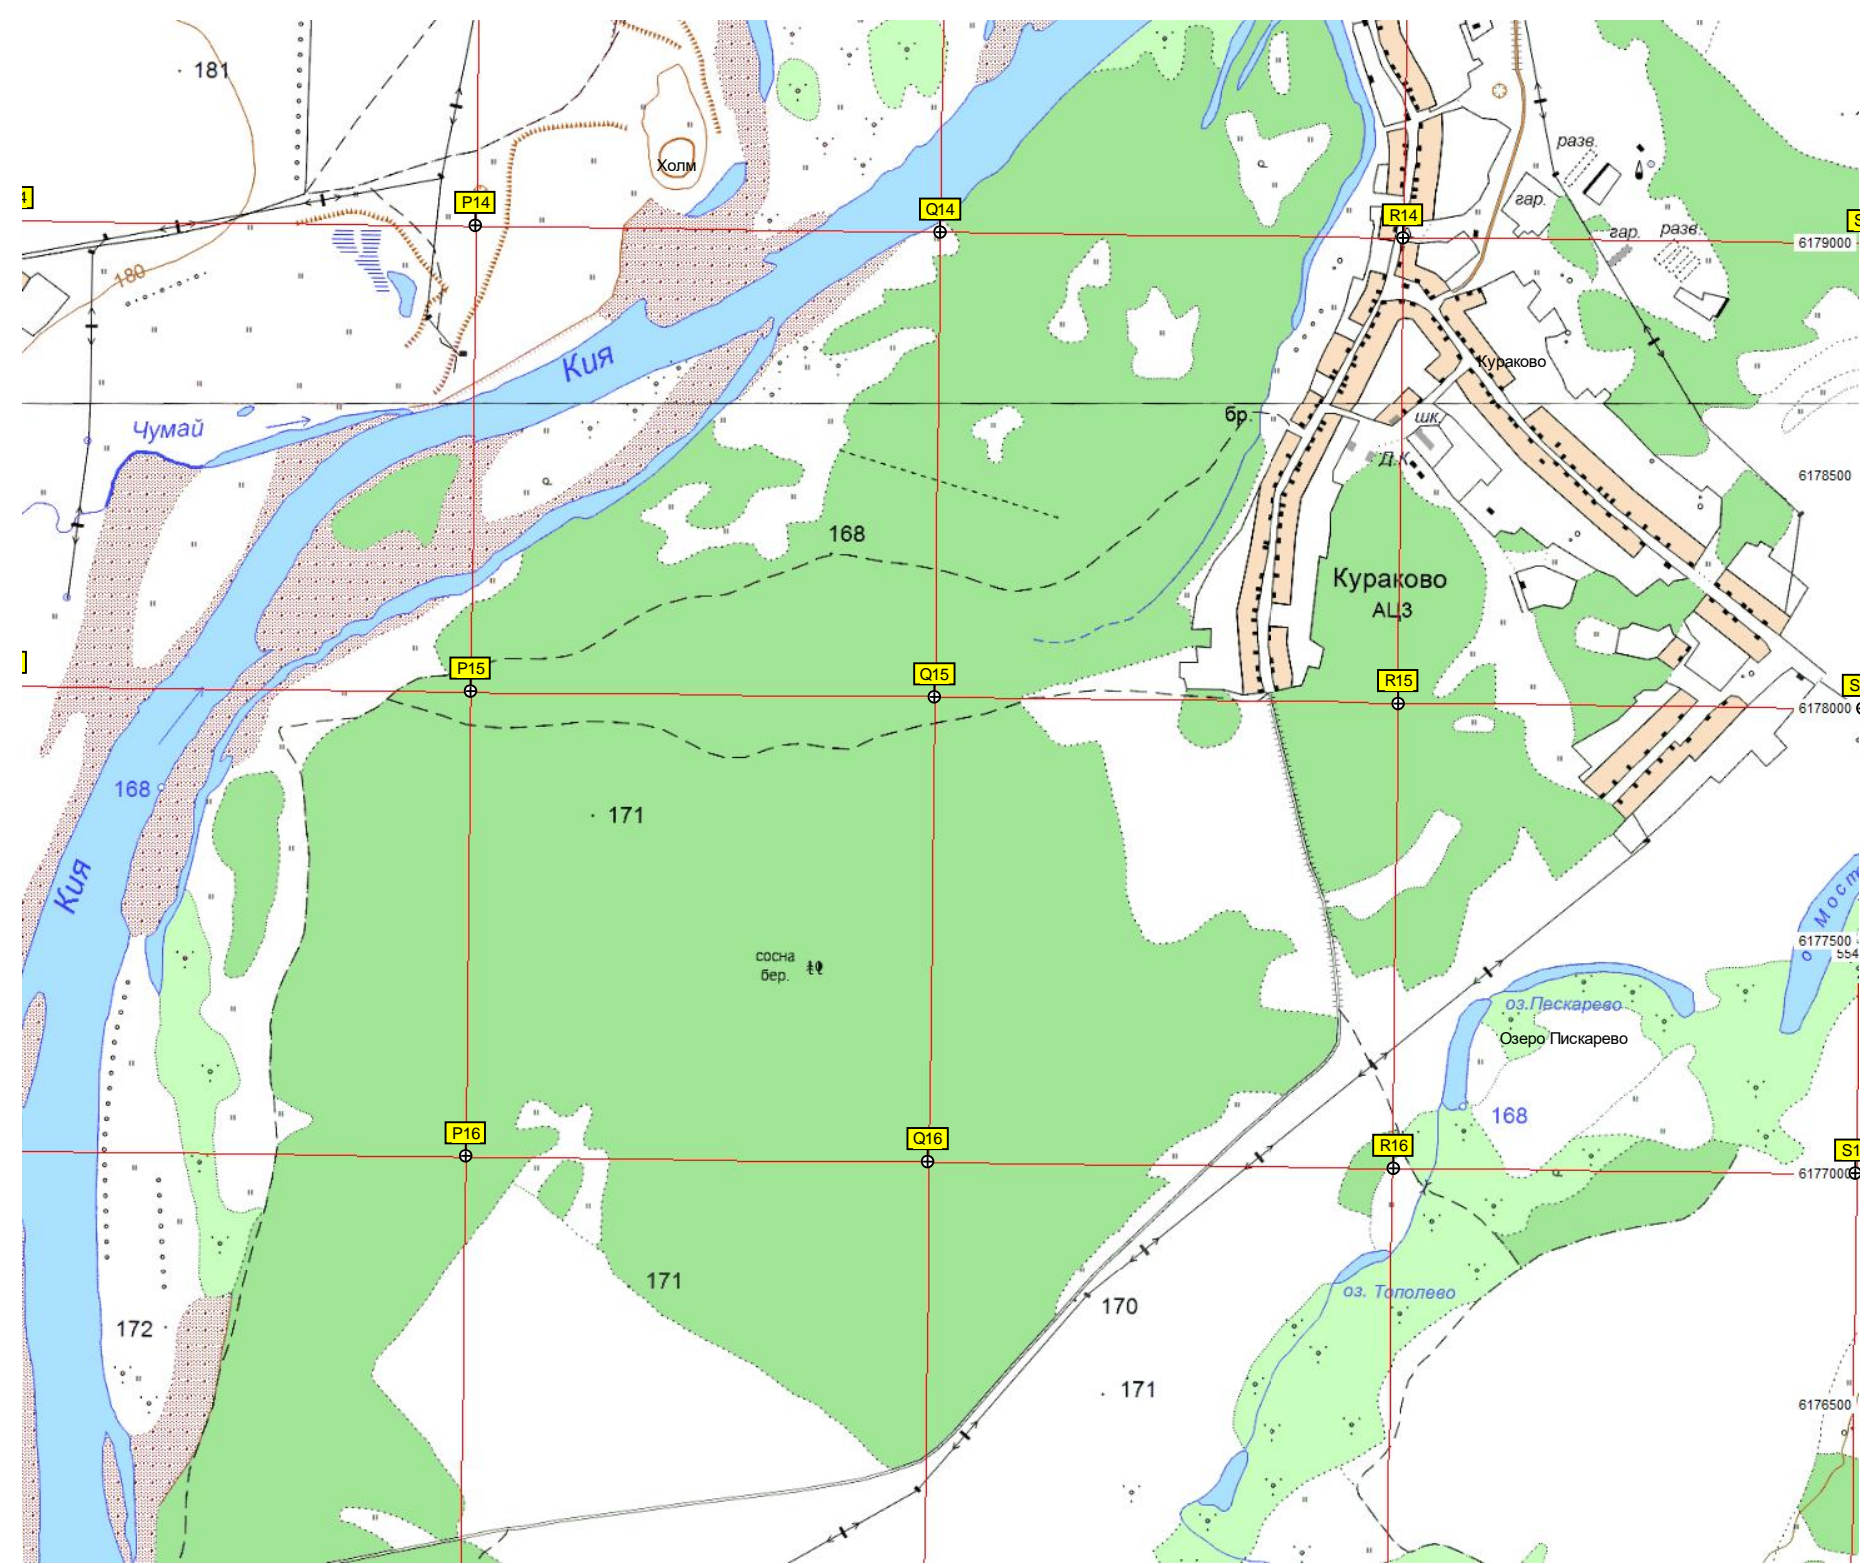 181
Холм
разв.
гар.
P14
Q14
R14
гар.
разв.
6179000
180
Кия
Кураково
Чумай
бр.
шк.
Д.К.
6178500
168
Кураково
АЦЗ
P15
Q15
R15
6178000
168
171
Кия
6177500
сосна
бер.
оз.Пескарево
Озеро Пискарево
168
P16
Q16
R16
6177000
171
170
оз. Тополево
172
171
6176500